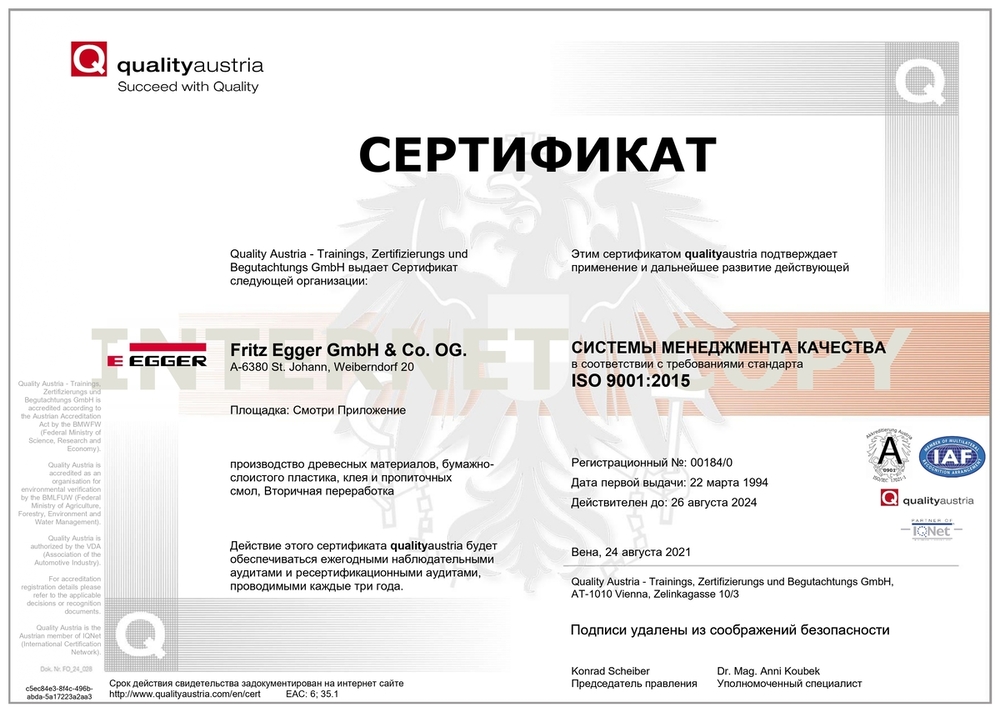 Q qualityaustria
Succeed with Quality
Q
СЕРТИФИКАТ
Quality Austria - Trainings, Zertifizierungs und
Begutachtungs GmbH выдает Сертификат
следующей организации:
Этим сертификатом qualityaustria подтверждает
применение и дальнейшее развитие действующей
INTERNET COPY
E EGGER
Fritz Egger GmbH & Co. OG.
A-6380 St. Johann, Weiberndorf 20
Площадка: Смотри Приложение
СИСТЕМЫ МЕНЕДЖМЕНТА КАЧЕСТВА
в соответствии с требованиями стандарта
ISO 9001:2015
производство древесных материалов, бумажно-
слоистого пластика, клея и пропиточных
смол, Вторичная переработка
Регистрационный №: 00184/0
Дата первой выдачи: 22 марта 1994
Действителен до: 26 августа 2024
Действие этого сертификата qualityaustria будет
обеспечиваться ежегодными наблюдательными
аудитами и ресертификационными аудитами,
проводимыми каждые три года.
Вена, 24 августа 2021
Quality Austria - Trainings, Zertifizierungs und Begutachtungs GmbH,
AT-1010 Vienna, Zelinkagasse 10/3
Подписи удалены из соображений безопасности
Konrad Scheiber
Председатель правления
Dr. Mag. Anni Koubek
Уполномоченный специалист
Akkreditierung Austria
A
0901
MEMBER OF MULTILATERAL
IAF
RECOGNITION ARRANGEMENT
Q qualityaustria
PARTNER OF
IQNet
Quality Austria - Trainings,
Zertifizierungs und
Begutachtungs GmbH is
accredited according to
the Austrian Accreditation
Act by the BMWFW
(Federal Ministry of
Science, Research and
Economy).
Quality Austria is
accredited as an
organisation for
environmental verification
by the BMLFUW (Federal
Ministry of Agriculture,
Forestry, Environment and
Water Management).
Quality Austria is
authorized by the VDA
(Association of the
Automotive Industry).
For accreditation
registration details please
refer to the applicable
decisions or recognition
documents.
Quality Austria is the
Austrian member of IQNet
(International Certification
Network).
Dok. Nr. FO_24_028
Q
c5ec84e3-8f4c-496b-
abda-5a17223a2aa3
Срок действия свидетельства задокументирован на интернет сайте
http://www.qualityaustria.com/en/cert EAC: 6; 35.1